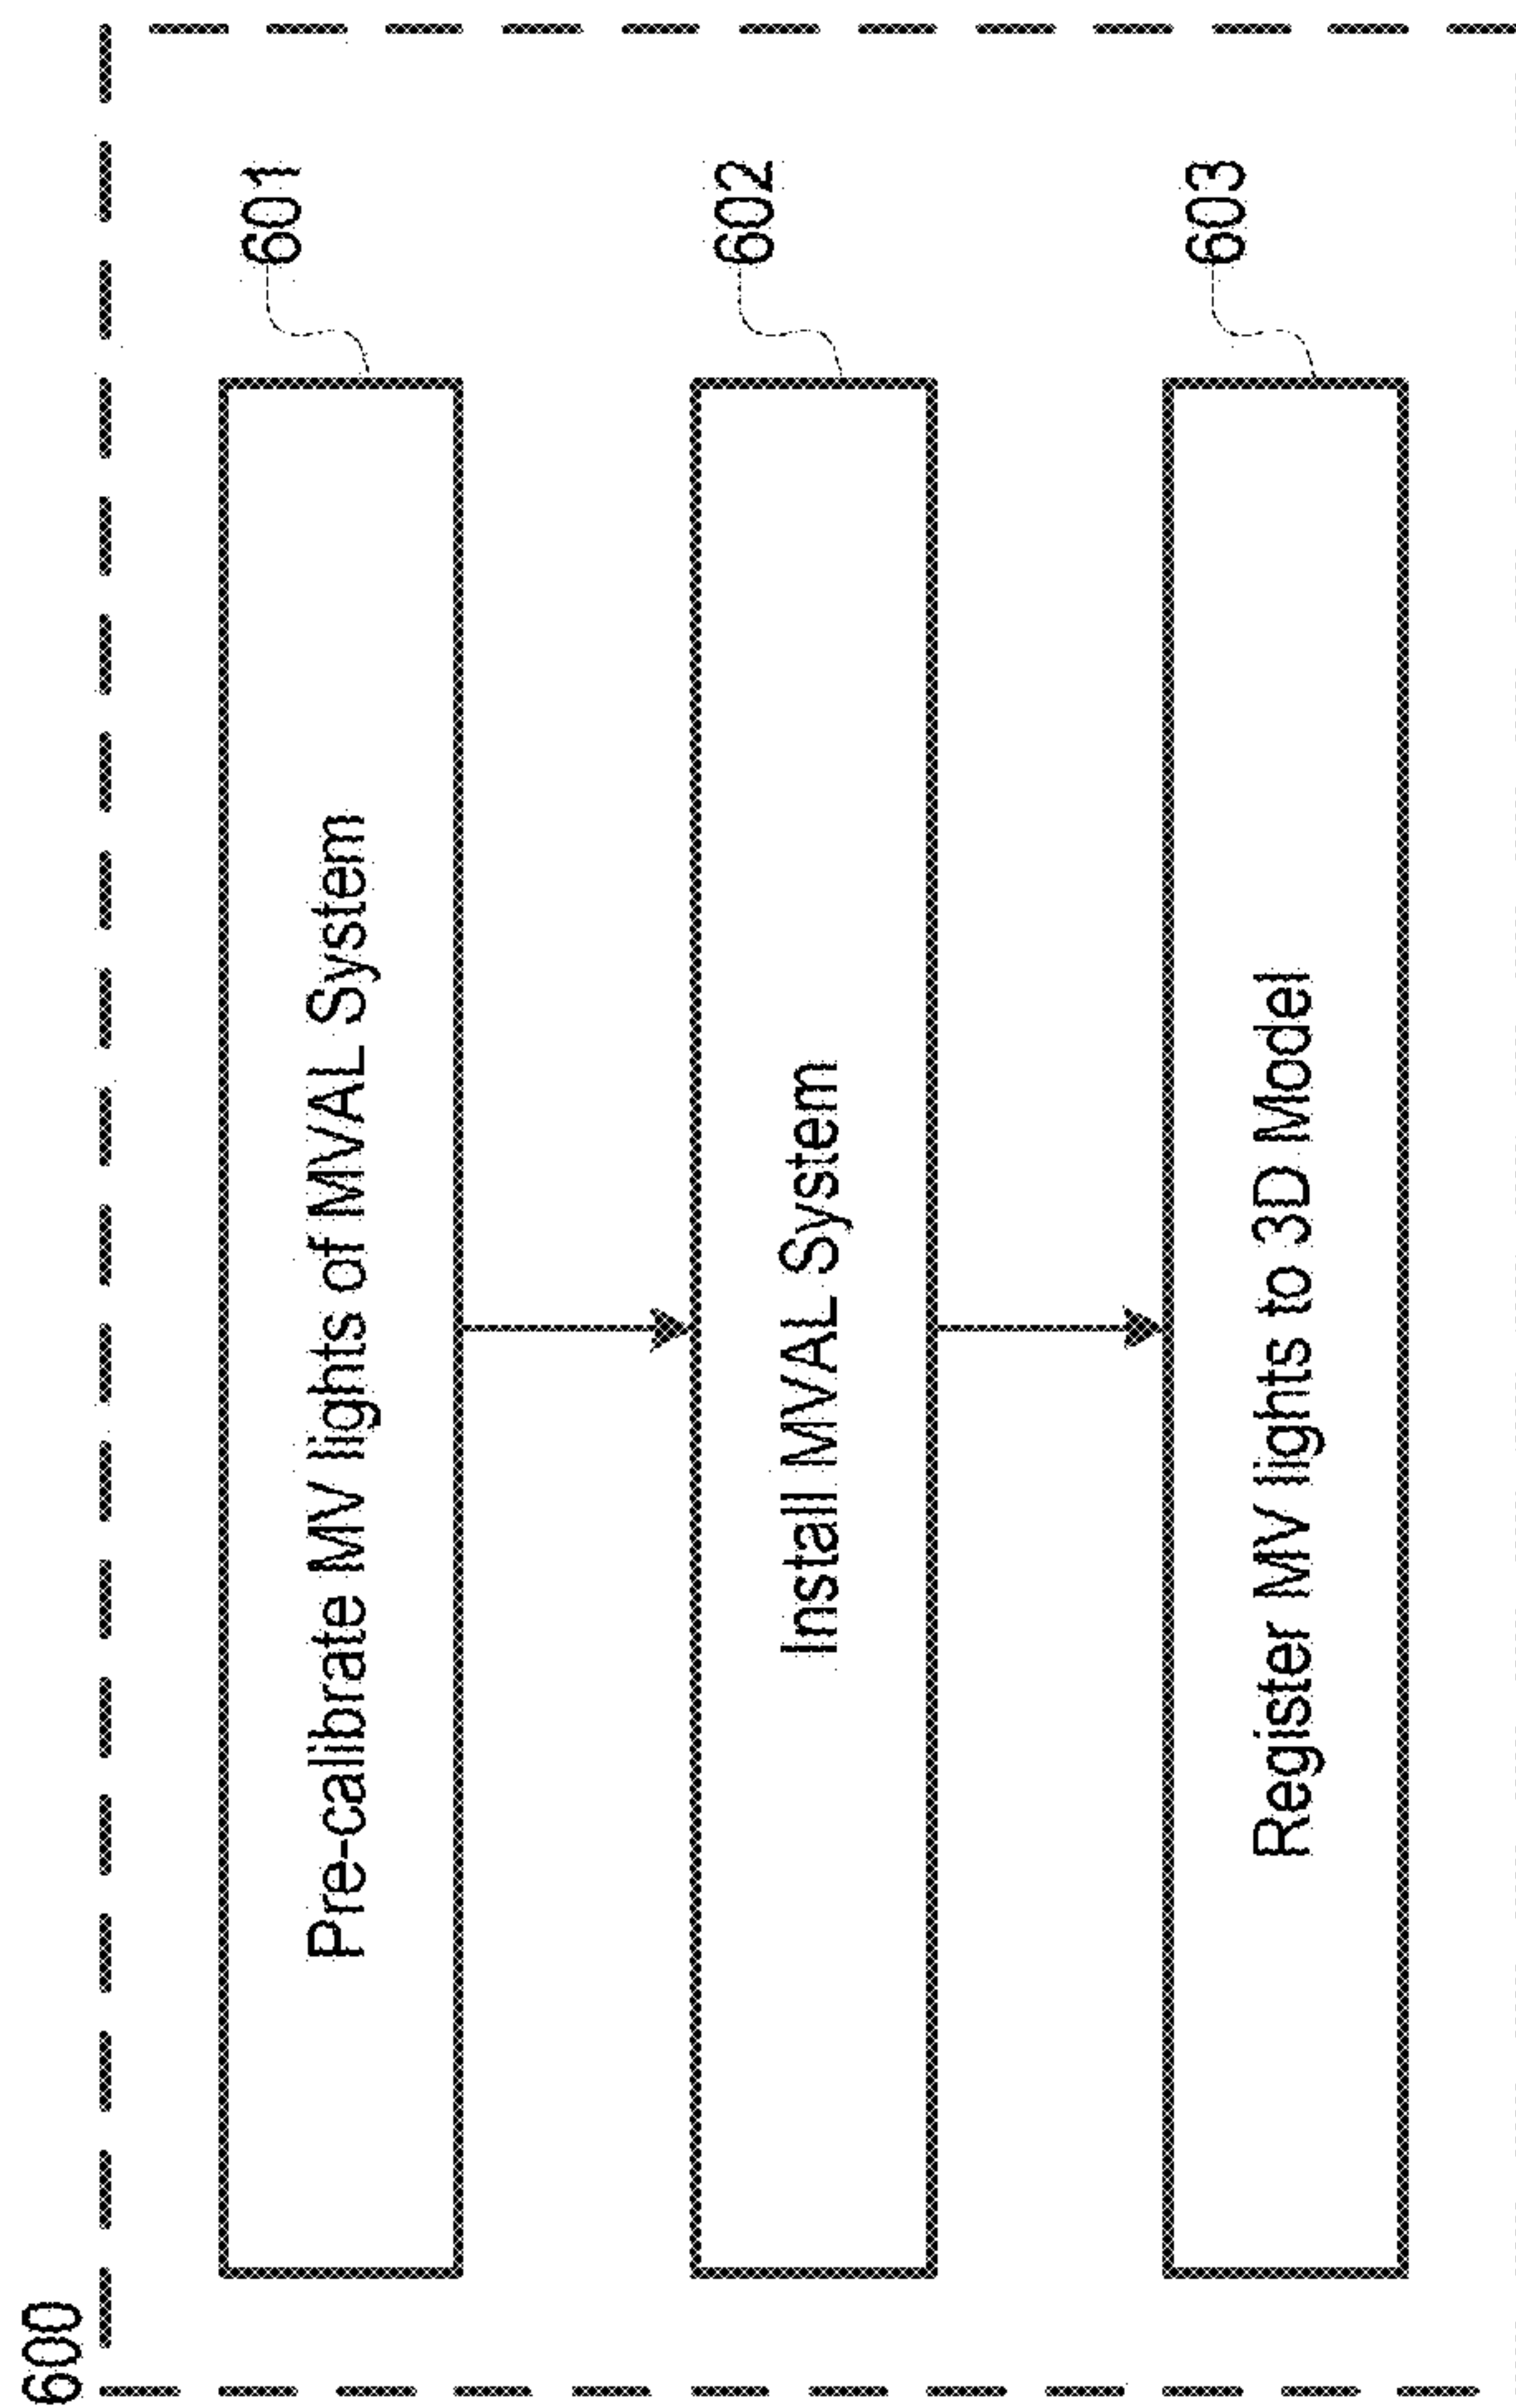 600
601
Pre-calibrate MV lights of MVAL System
602
Install MVAL System
603
Register MV lights to 3D Model